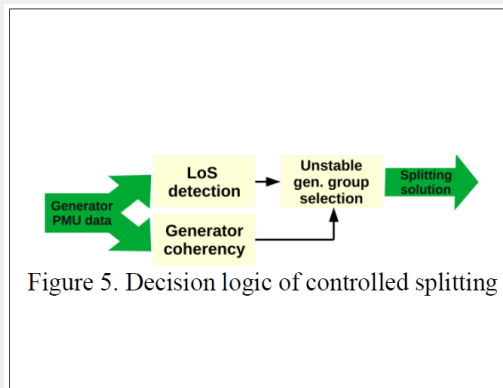 Generator
PMU data
LoS
detection
Generator
coherency
Unstable
gen. group
selection
Splitting
solution
Figure 5. Decision logic of controlled splitting